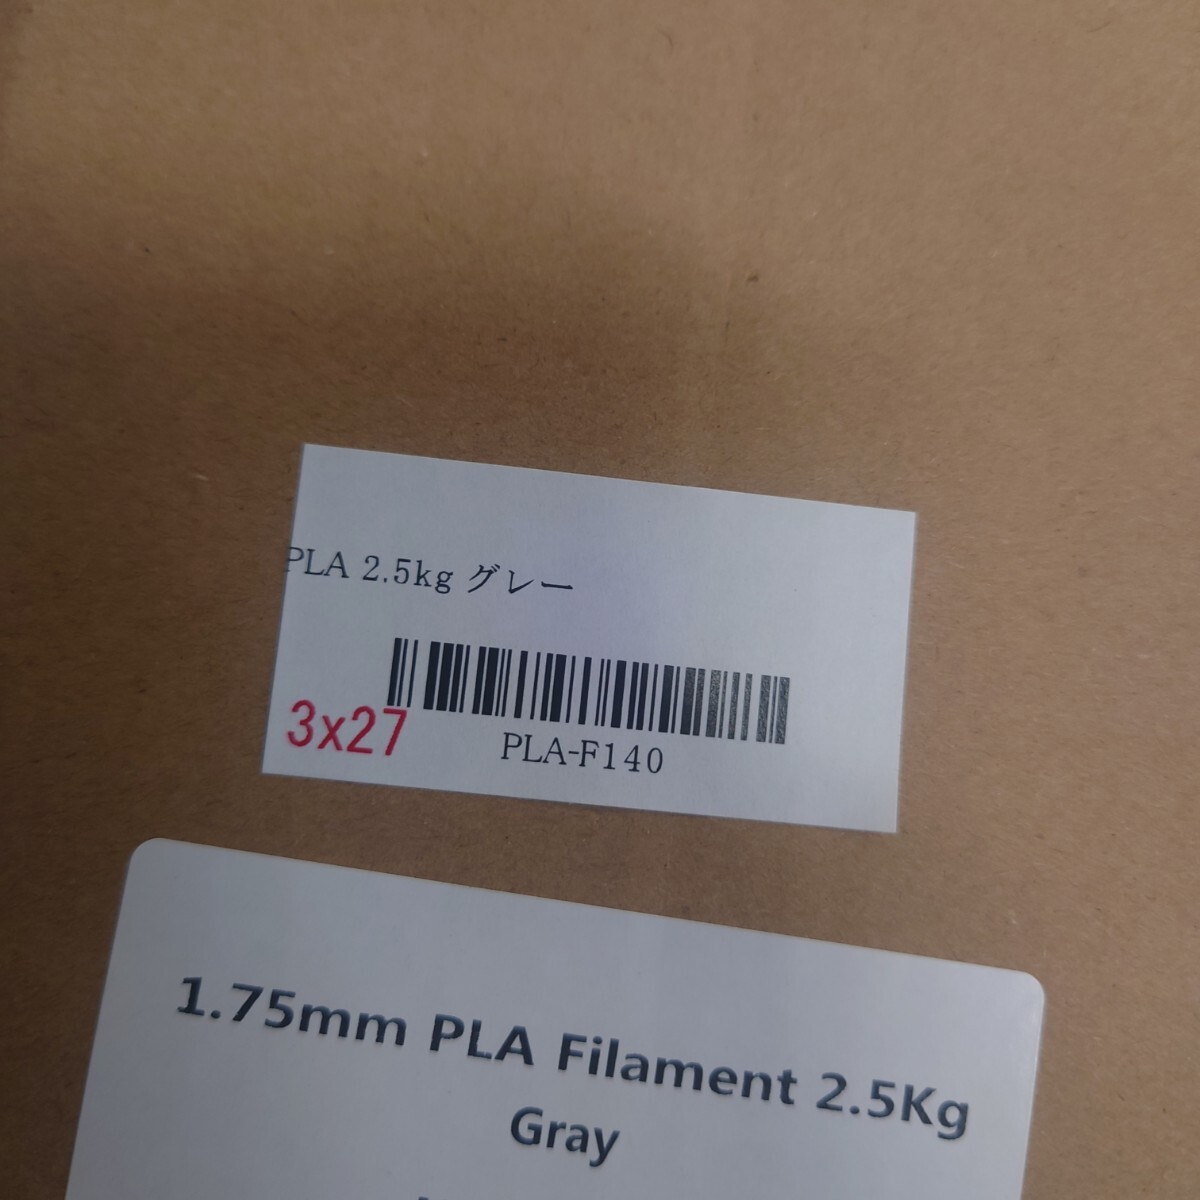 PLA 2.5kg グレー
3x27
PLA-F140
1.75mm PLA Filament 2.5Kg
Gray